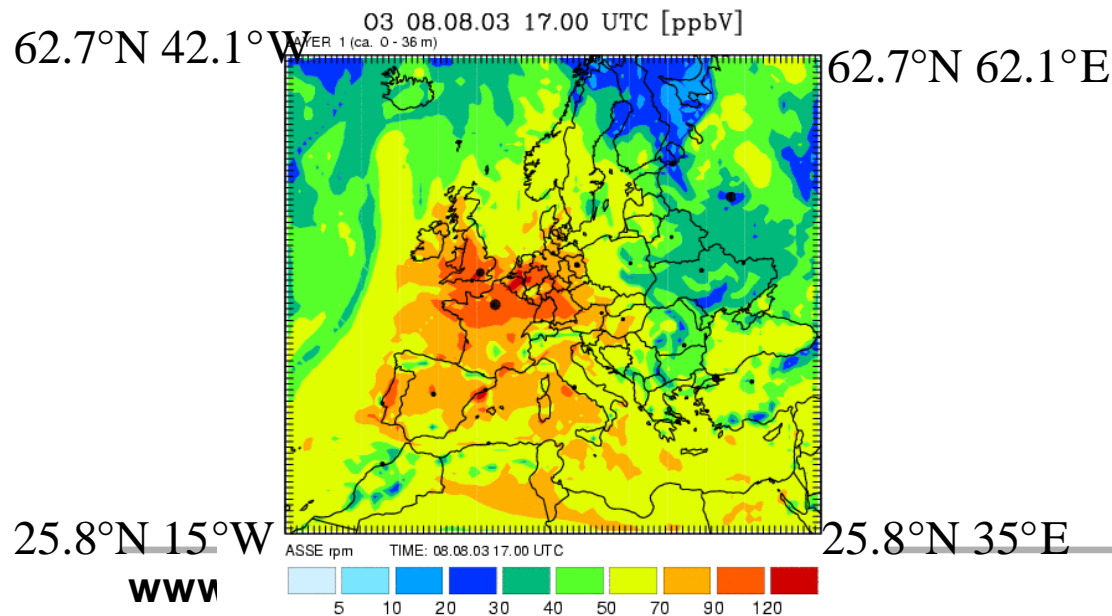 O3 08.08.03 17.00 UTC [ppbV]
62.7°N 42.1°W
LAYER 1 (ca. 0 - 36 m)
62.7°N 62.1°E
25.8°N 15°W
25.8°N 35°E
ASSE rpm TIME: 08.08.03 17.00 UTC
www
5 10 20 30 40 50 70 90 120